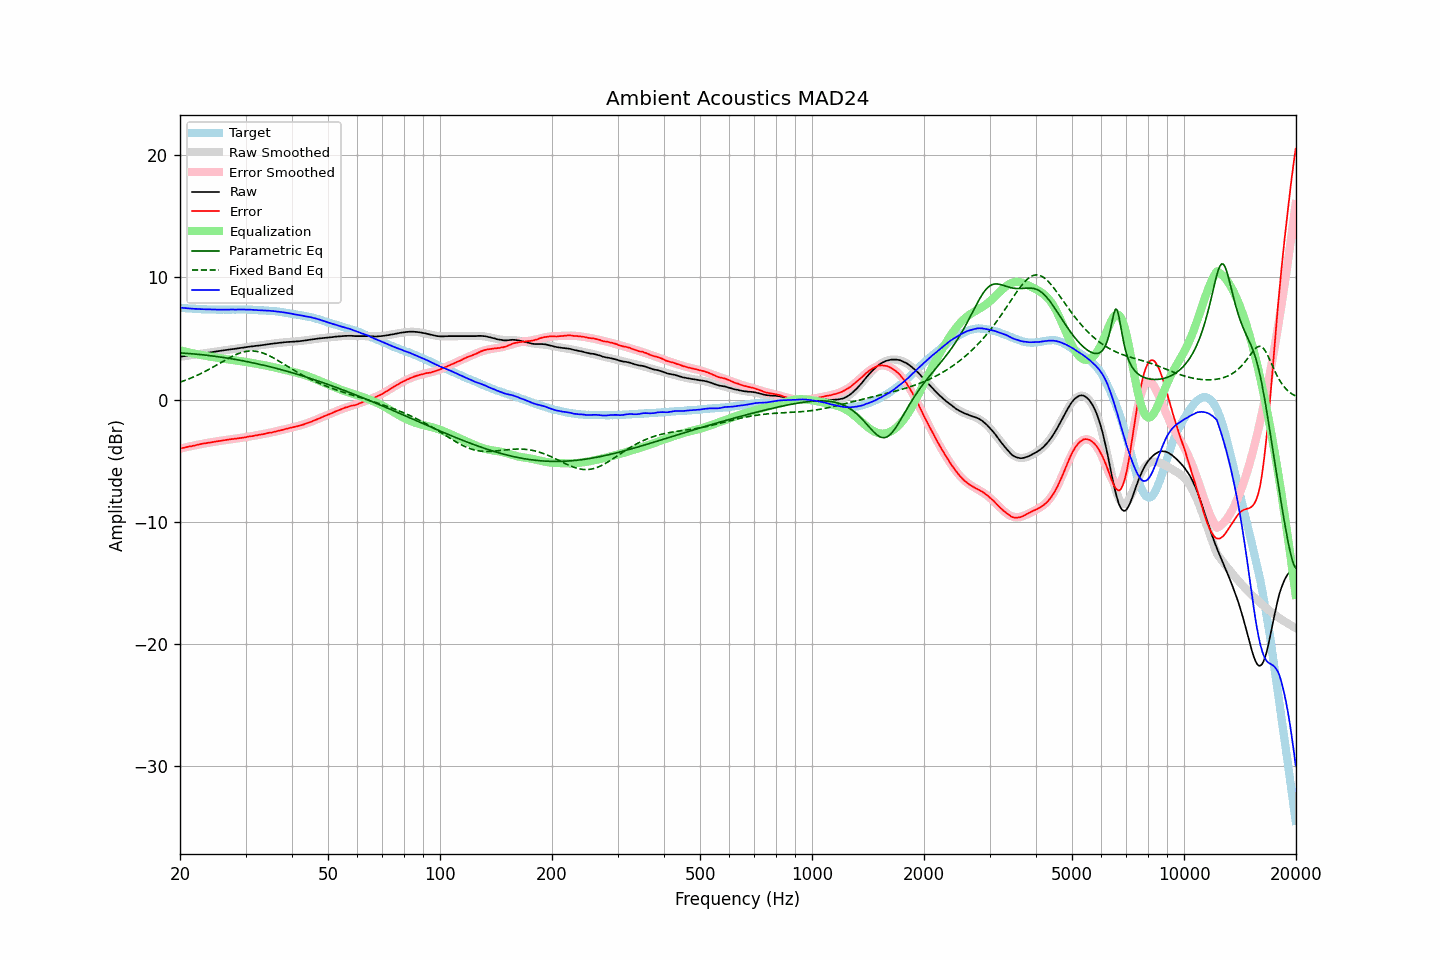 Ambient Acoustics MAD24
Target
Raw Smoothed
Error Smoothed
Raw
Error
Equalization
Parametric Eq
Fixed Band Eq
Equalized
20
10
0
−10
−20
−30
Amplitude (dBr)
20
50
100
200
500
1000
2000
5000
10000
20000
Frequency (Hz)